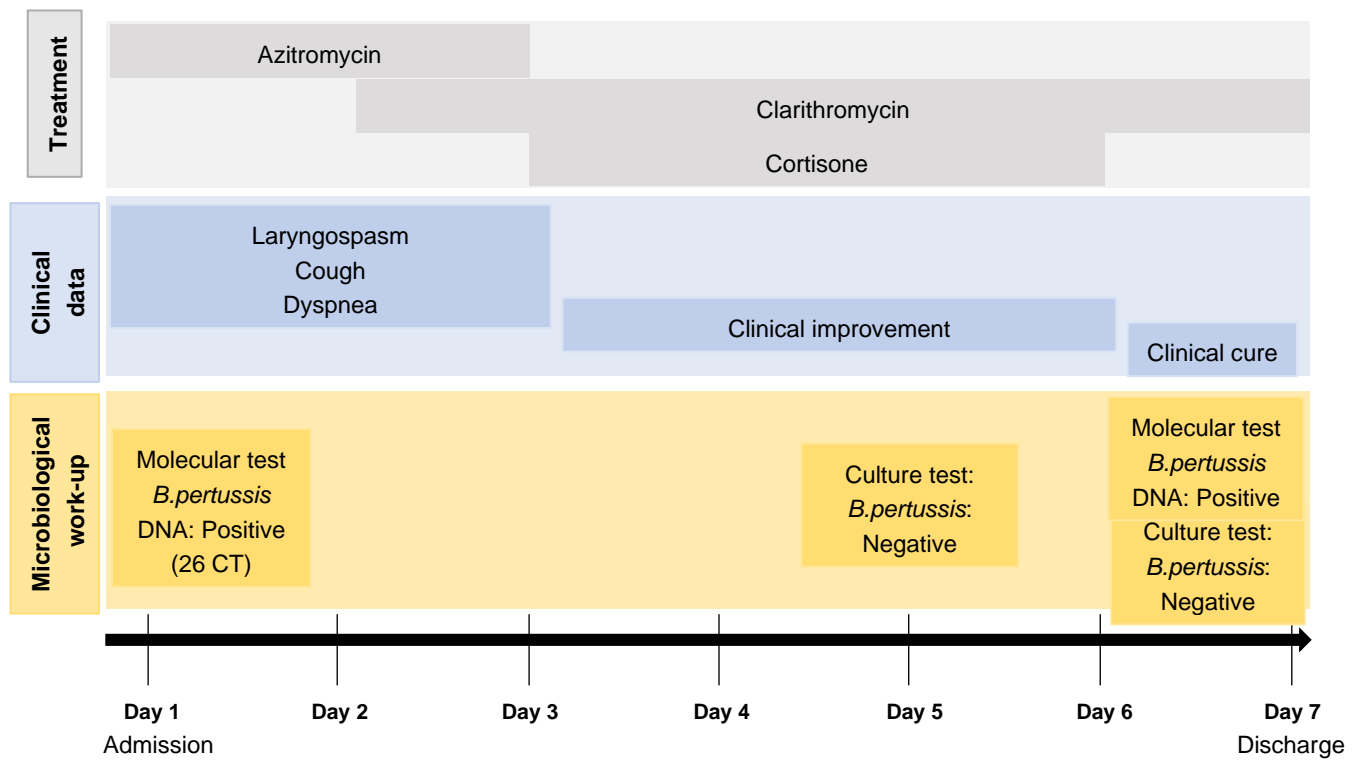 Treatment
Azitromycin
Clarithromycin
Cortisone
Clinical
data
Laryngospasm
Cough
Dyspnea
Clinical improvement
Clinical cure
Microbiological
work-up
Molecular test
B.pertussis
DNA: Positive
(26 CT)
Culture test:
B.pertussis:
Negative
Molecular test
B.pertussis
DNA: Positive
Culture test:
B.pertussis:
Negative
Day 1
Admission
Day 2
Day 3
Day 4
Day 5
Day 6
Day 7
Discharge